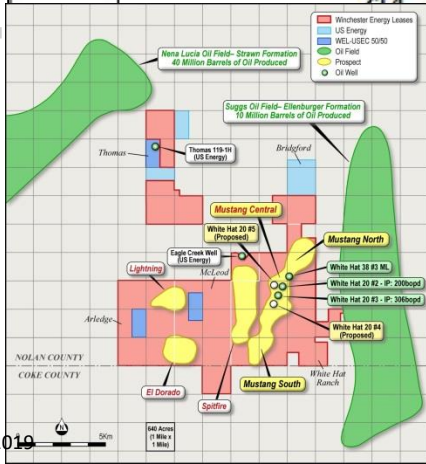 Winchester Energy Leases
US Energy
WEL-USEC 50/50
Oil Field
Prospect
Oil Well
Nena Lucia Oil Field– Strawn Formation
40 Million Barrels of Oil Produced
Suggs Oil Field– Ellenburger Formation
10 Million Barrels of Oil Produced
Thomas
Thomas 119-1H
(US Energy)
Bridgford
Mustang Central
White Hat 20 #5
(Proposed)
Mustang North
Eagle Creek Well
(US Energy)
Lightning
McLeod
White Hat 38 #3 ML
White Hat 20 #2 - IP: 200bopd
White Hat 20 #3 - IP: 306bopd
Arledge
White Hat 20 #4
(Proposed)
NOLAN COUNTY
COKE COUNTY
White Hat
Ranch
El Dorado
Mustang South
Spitfire
N
640 Acres
(1 Mile x
1 Mile)
2019
5Km